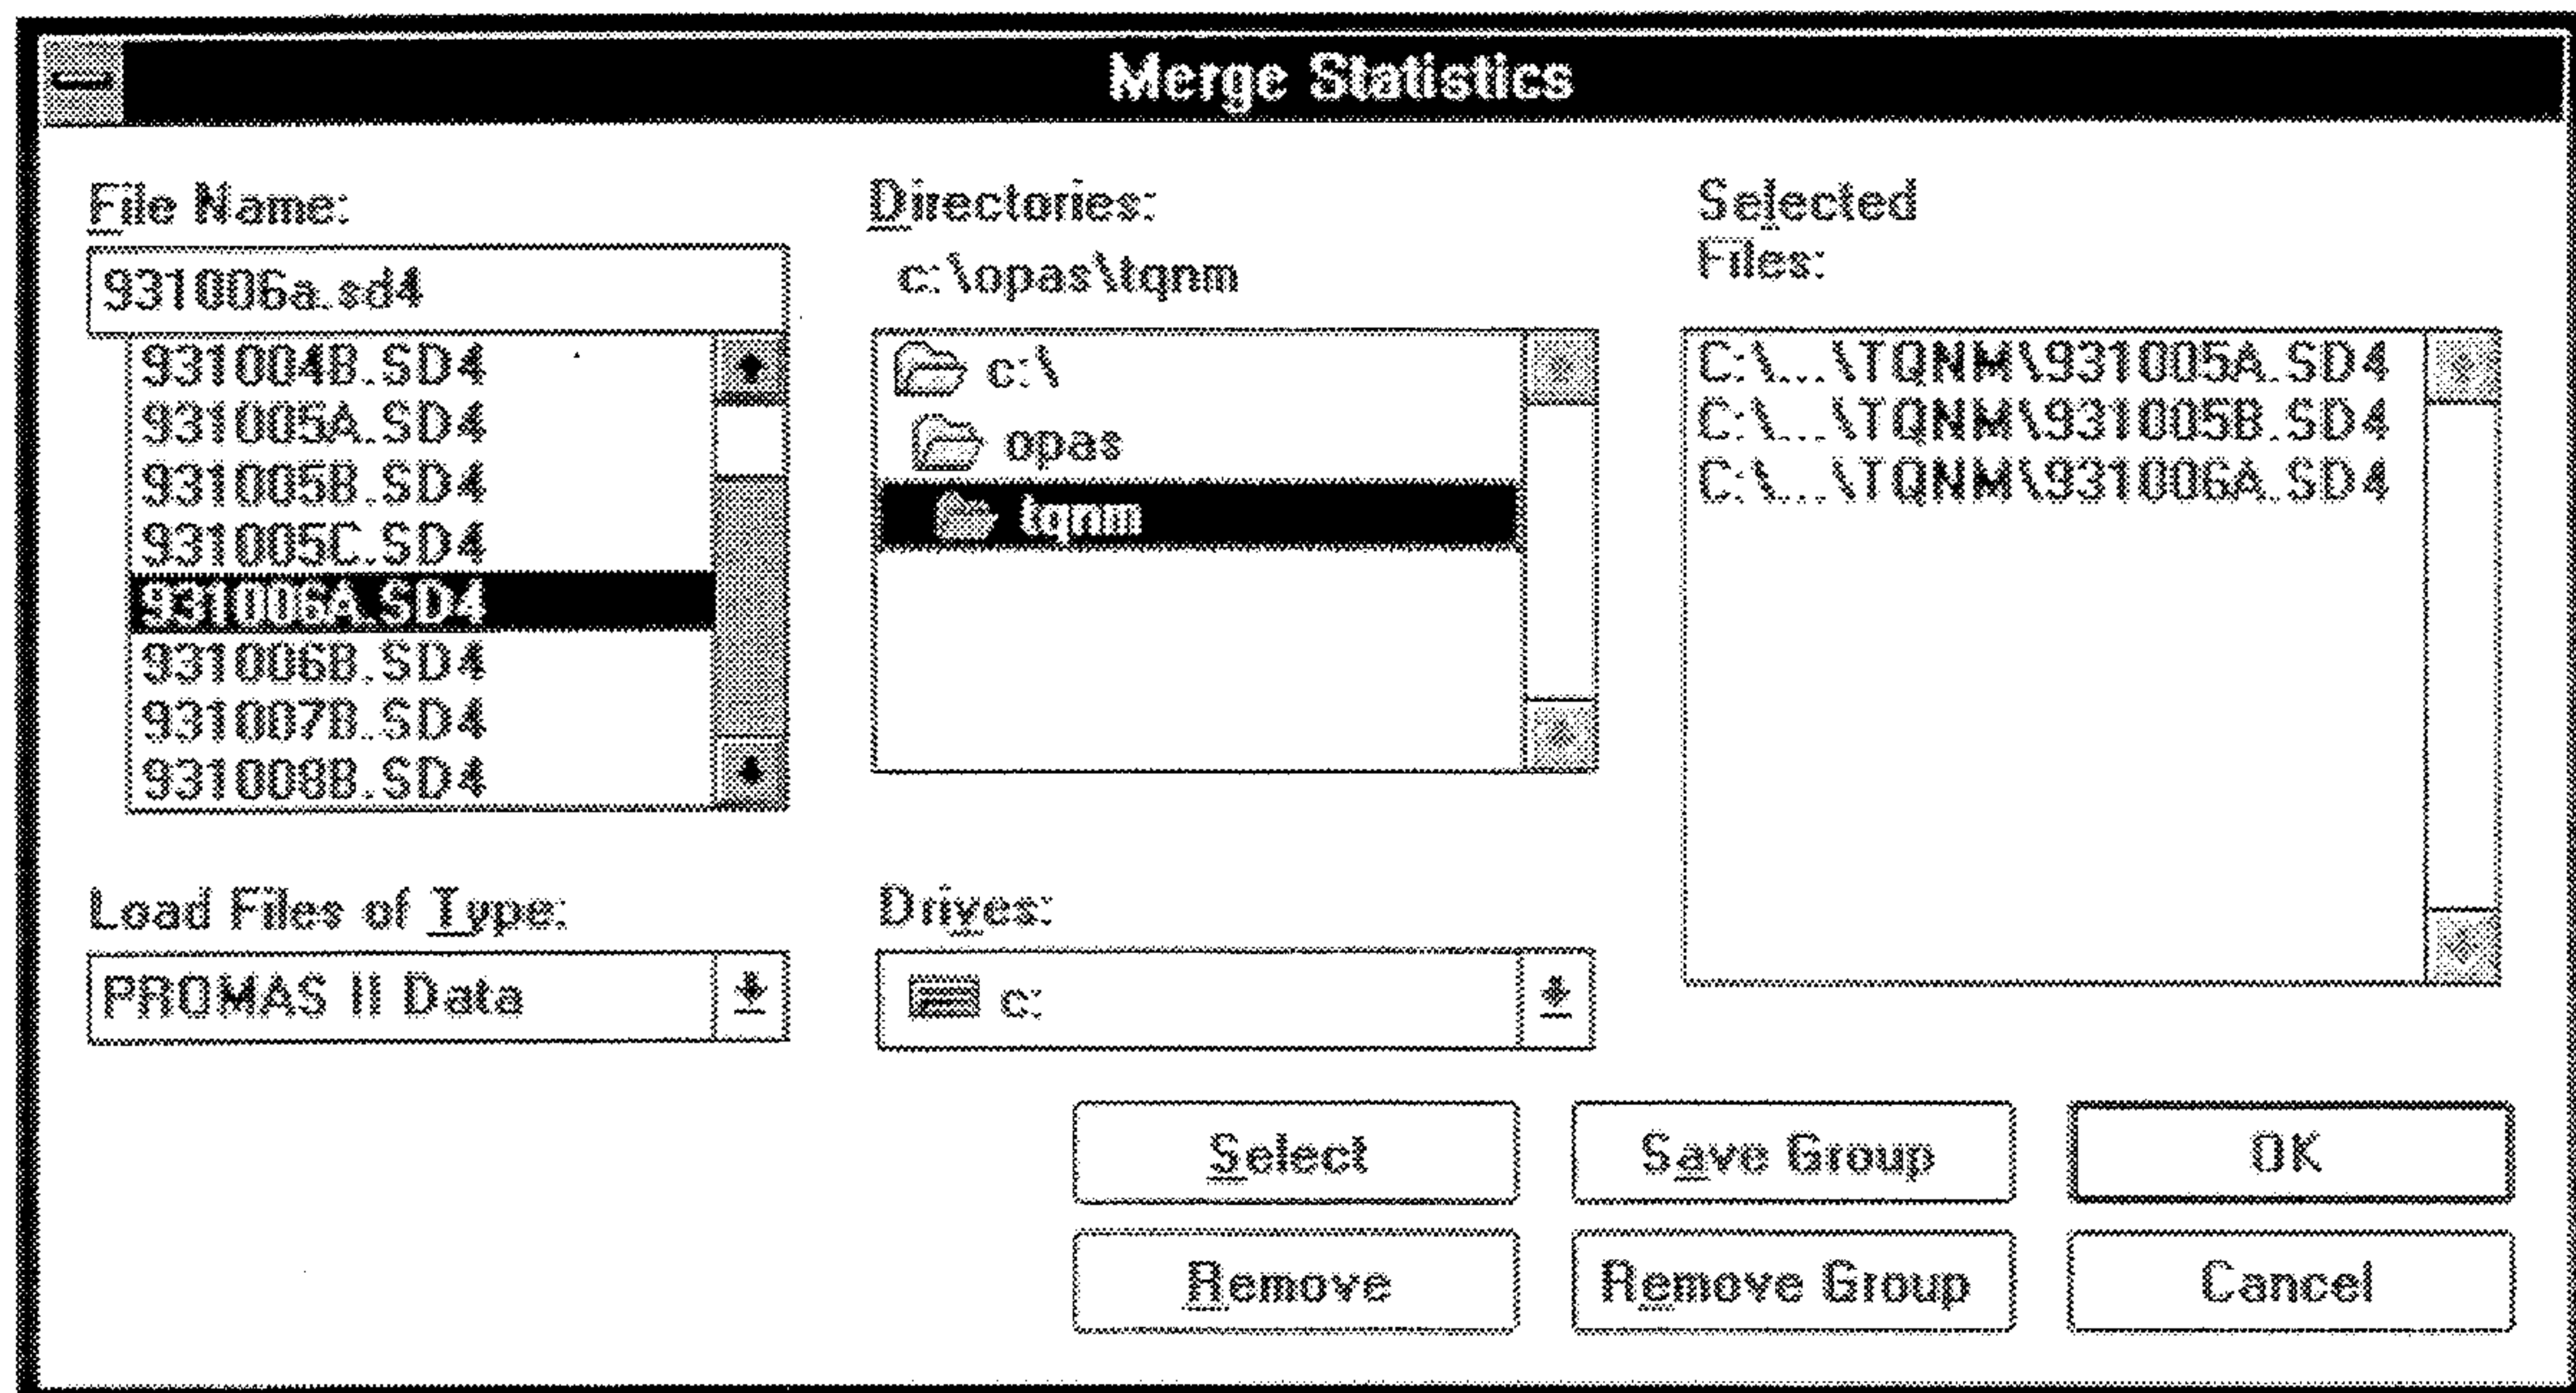 Merge Statistics
File Name:
931006a.sd4
931004B.SD4
931005A.SD4
931005B.SD4
931005C.SD4
931006A.SD4
931006B.SD4
931007B.SD4
931008B.SD4
Load Files of Type:
PROMAS II Data
Directories:
c:\opas\tqnm
c:\
opas
tqnm
Drives:
c:
Selected
Files:
C:\...\TQNM\931005A.SD4
C:\...\TQNM\931005B.SD4
C:\...\TQNM\931006A.SD4
Select
Save Group
OK
Remove
Remove Group
Cancel